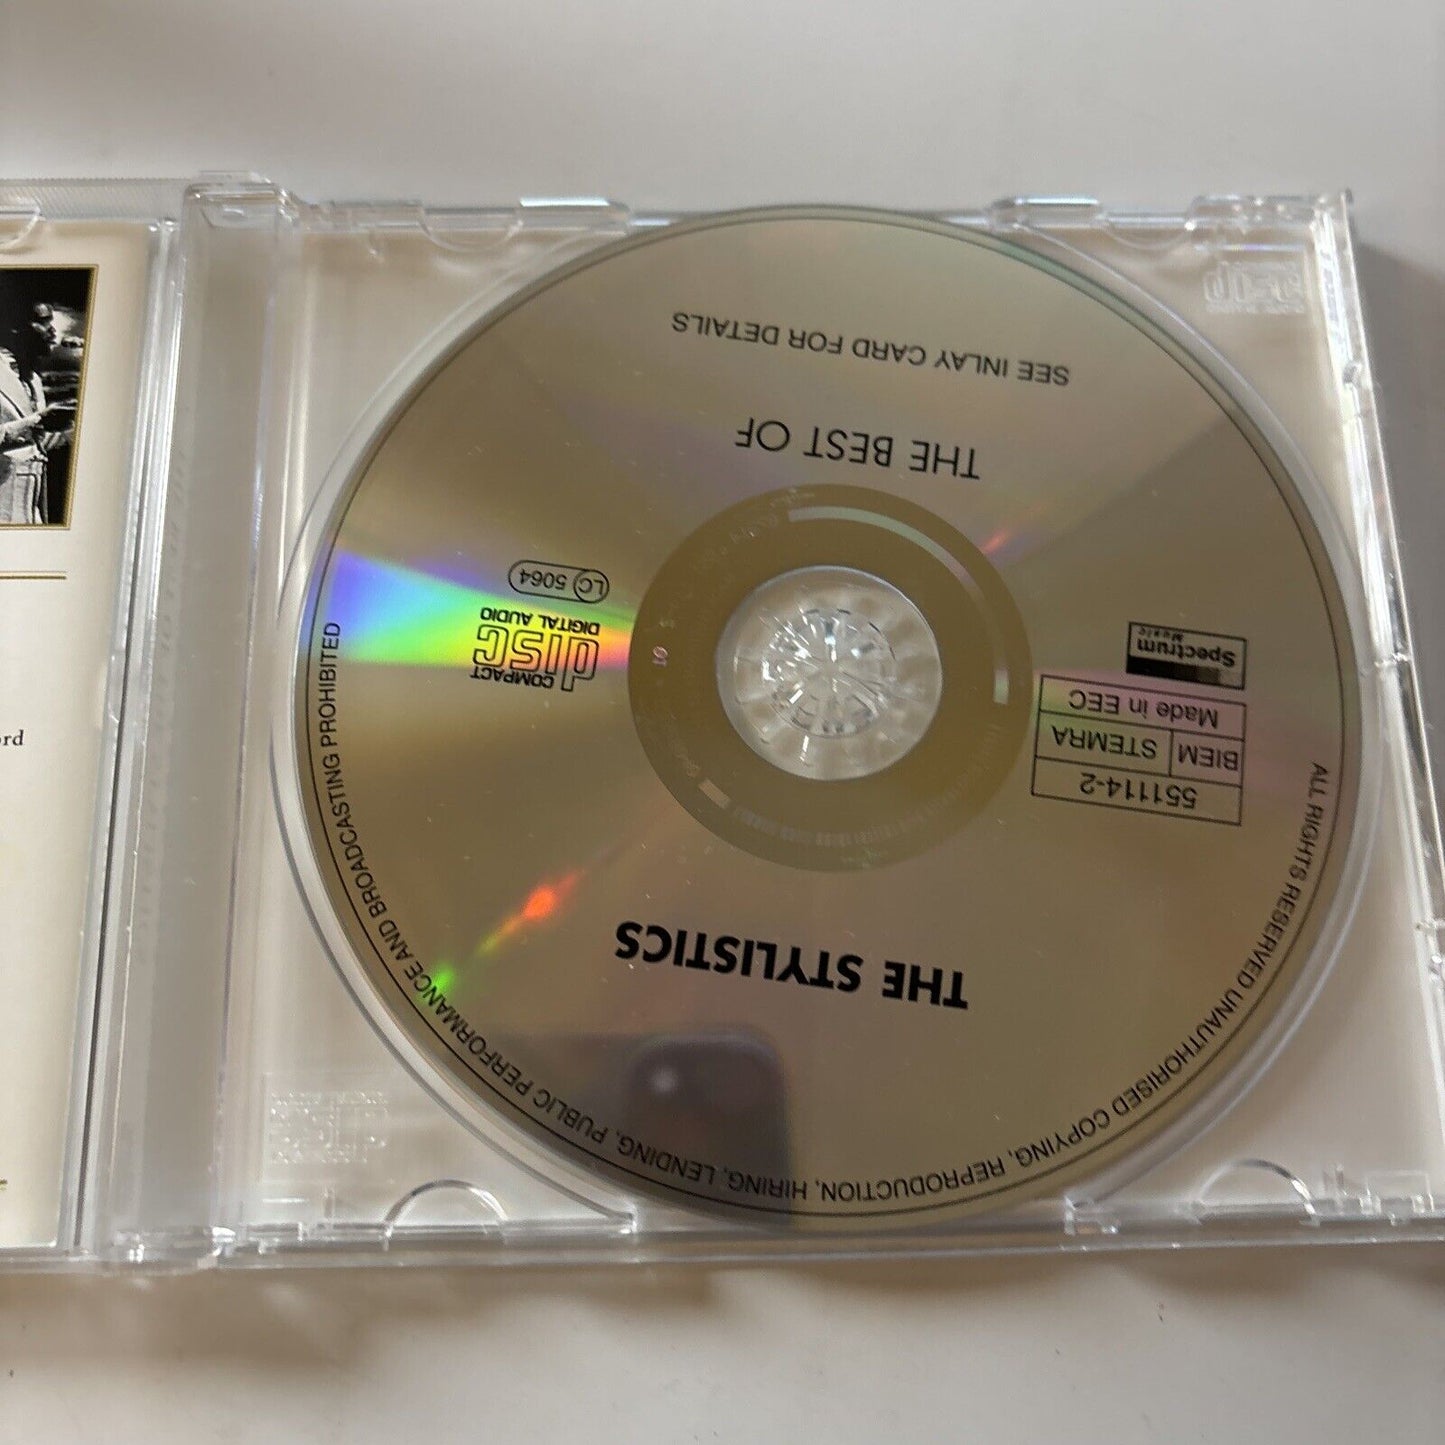 THE STYLISTICS
551114-2
BIEM STEMRA
Made in EEC
Spectrum
Music
COMPACT
disc
DIGITAL AUDIO
LC 5064
THE BEST OF
SEE INLAY CARD FOR DETAILS
ALL RIGHTS RESERVED UNAUTHORISED COPYING, REPRODUCTION, HIRING, LENDING, PUBLIC PERFORMANCE AND BROADCASTING PROHIBITED